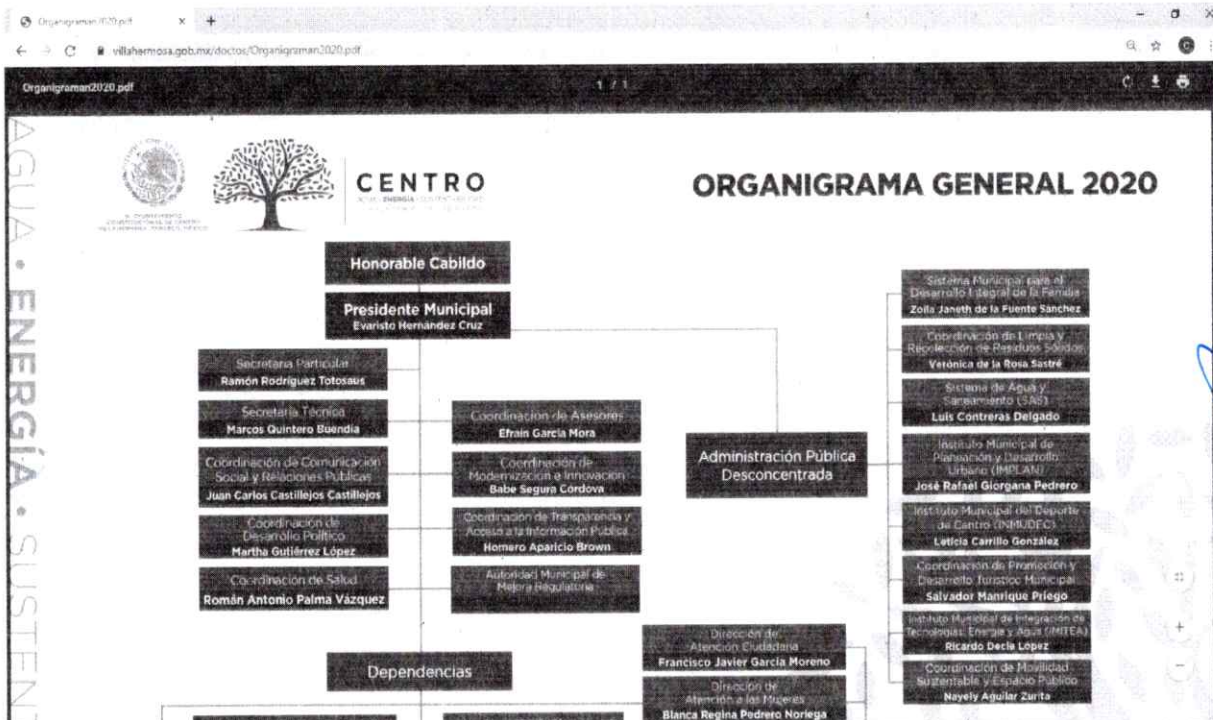 Organigraman2020.pdf
villahermosa.gob.mx/doctos/Organigraman2020.pdf
Organigraman2020.pdf
1 / 1
AGUA • ENERGÍA • SUSTEN
CENTRO
ORGANIGRAMA GENERAL 2020
Honorable Cabildo
Presidente Municipal
Evaristo Hernández Cruz
Secretaría Particular
Ramón Rodríguez Totosaus
Secretaría Técnica
Marcos Quintero Buendía
Coordinación de Comunicación
Social y Relaciones Públicas
Juan Carlos Castillejos Castillejos
Coordinación de
Desarrollo Político
Martha Gutiérrez López
Coordinación de Salud
Román Antonio Palma Vázquez
Coordinación de Asesores
Efraín García Mora
Coordinación de
Modernización e Innovación
Babe Segura Córdova
Coordinación de Transparencia y
Acceso a la Información Pública
Homero Aparicio Brown
Autoridad Municipal de
Mejora Regulatoria
Administración Pública
Desconcentrada
Sistema Municipal para el
Desarrollo Integral de la Familia
Zoila Janeth de la Fuente Sánchez
Coordinación de Limpia y
Recolección de Residuos Sólidos
Verónica de la Rosa Sastré
Sistema de Agua y
Saneamiento (SAS)
Luis Contreras Delgado
Instituto Municipal de
Planeación y Desarrollo
Urbano (IMPLAN)
José Rafael Giorgana Pedrero
Instituto Municipal del Deporte
de Centro (INMUDEC)
Leticia Carrillo González
Coordinación de Promoción y
Desarrollo Turístico Municipal
Salvador Manrique Priego
Instituto Municipal de Integración de
Tecnologías, Energía y Agua (IMITEA)
Ricardo Decle López
Coordinación de Movilidad
Sustentable y Espacio Público
Nayely Aguilar Zurita
Dependencias
Dirección de
Atención Ciudadana
Francisco Javier García Moreno
Dirección de
Atención a las Mujeres
Blanca Regina Pedrero Noriega